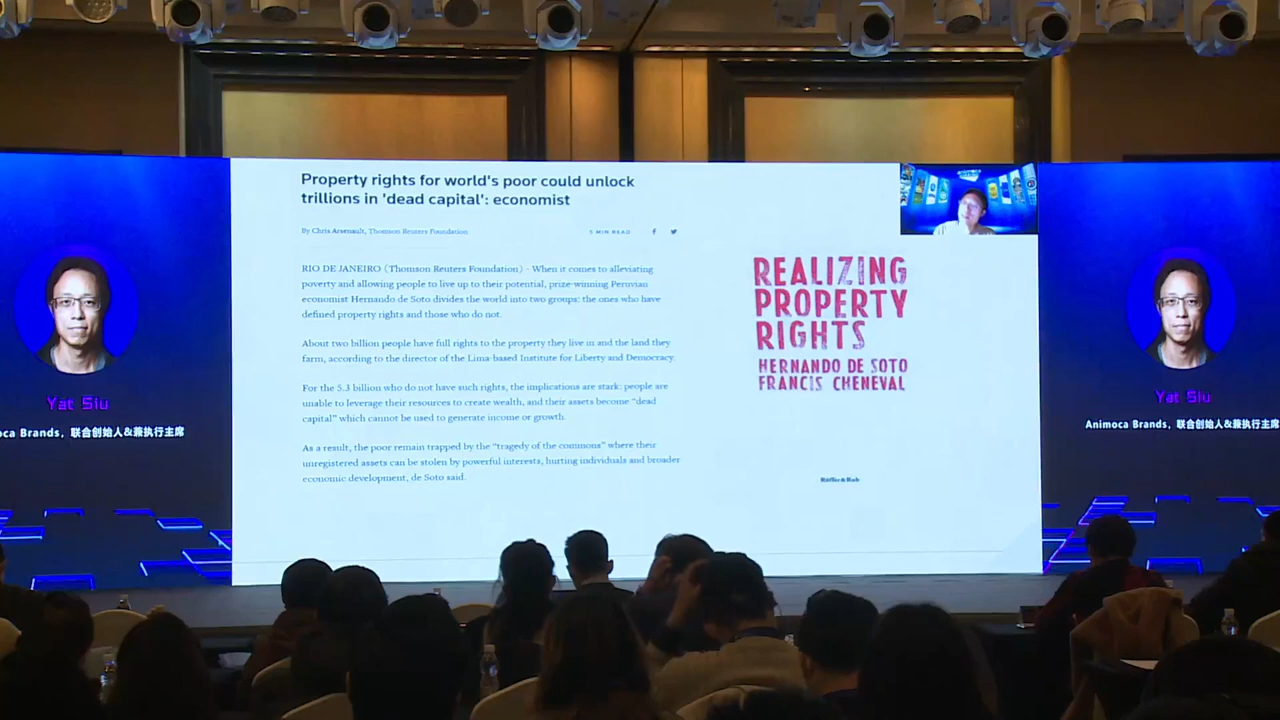 Property rights for world's poor could unlock
trillions in 'dead capital': economist
By Chris Arsenault, Thomson Reuters Foundation
5 MIN READ
RIO DE JANEIRO (Thomson Reuters Foundation) - When it comes to alleviating
poverty and allowing people to live up to their potential, prize-winning Peruvian
economist Hernando de Soto divides the world into two groups: the ones who have
defined property rights and those who do not.
About two billion people have full rights to the property they live in and the land they
farm, according to the director of the Lima-based Institute for Liberty and Democracy.
For the 5.3 billion who do not have such rights, the implications are stark: people are
unable to leverage their resources to create wealth, and their assets become “dead
capital” which cannot be used to generate income or growth.
As a result, the poor remain trapped by the “tragedy of the commons” where their
unregistered assets can be stolen by powerful interests, hurting individuals and broader
economic development, de Soto said.
REALIZING
PROPERTY
RIGHTS
HERNANDO DE SOTO
FRANCIS CHENEVAL
Rüffer & Rub
Yat Siu
oca Brands，联合创始人&兼执行主席
Yat Siu
Animoca Brands，联合创始人&兼执行主席